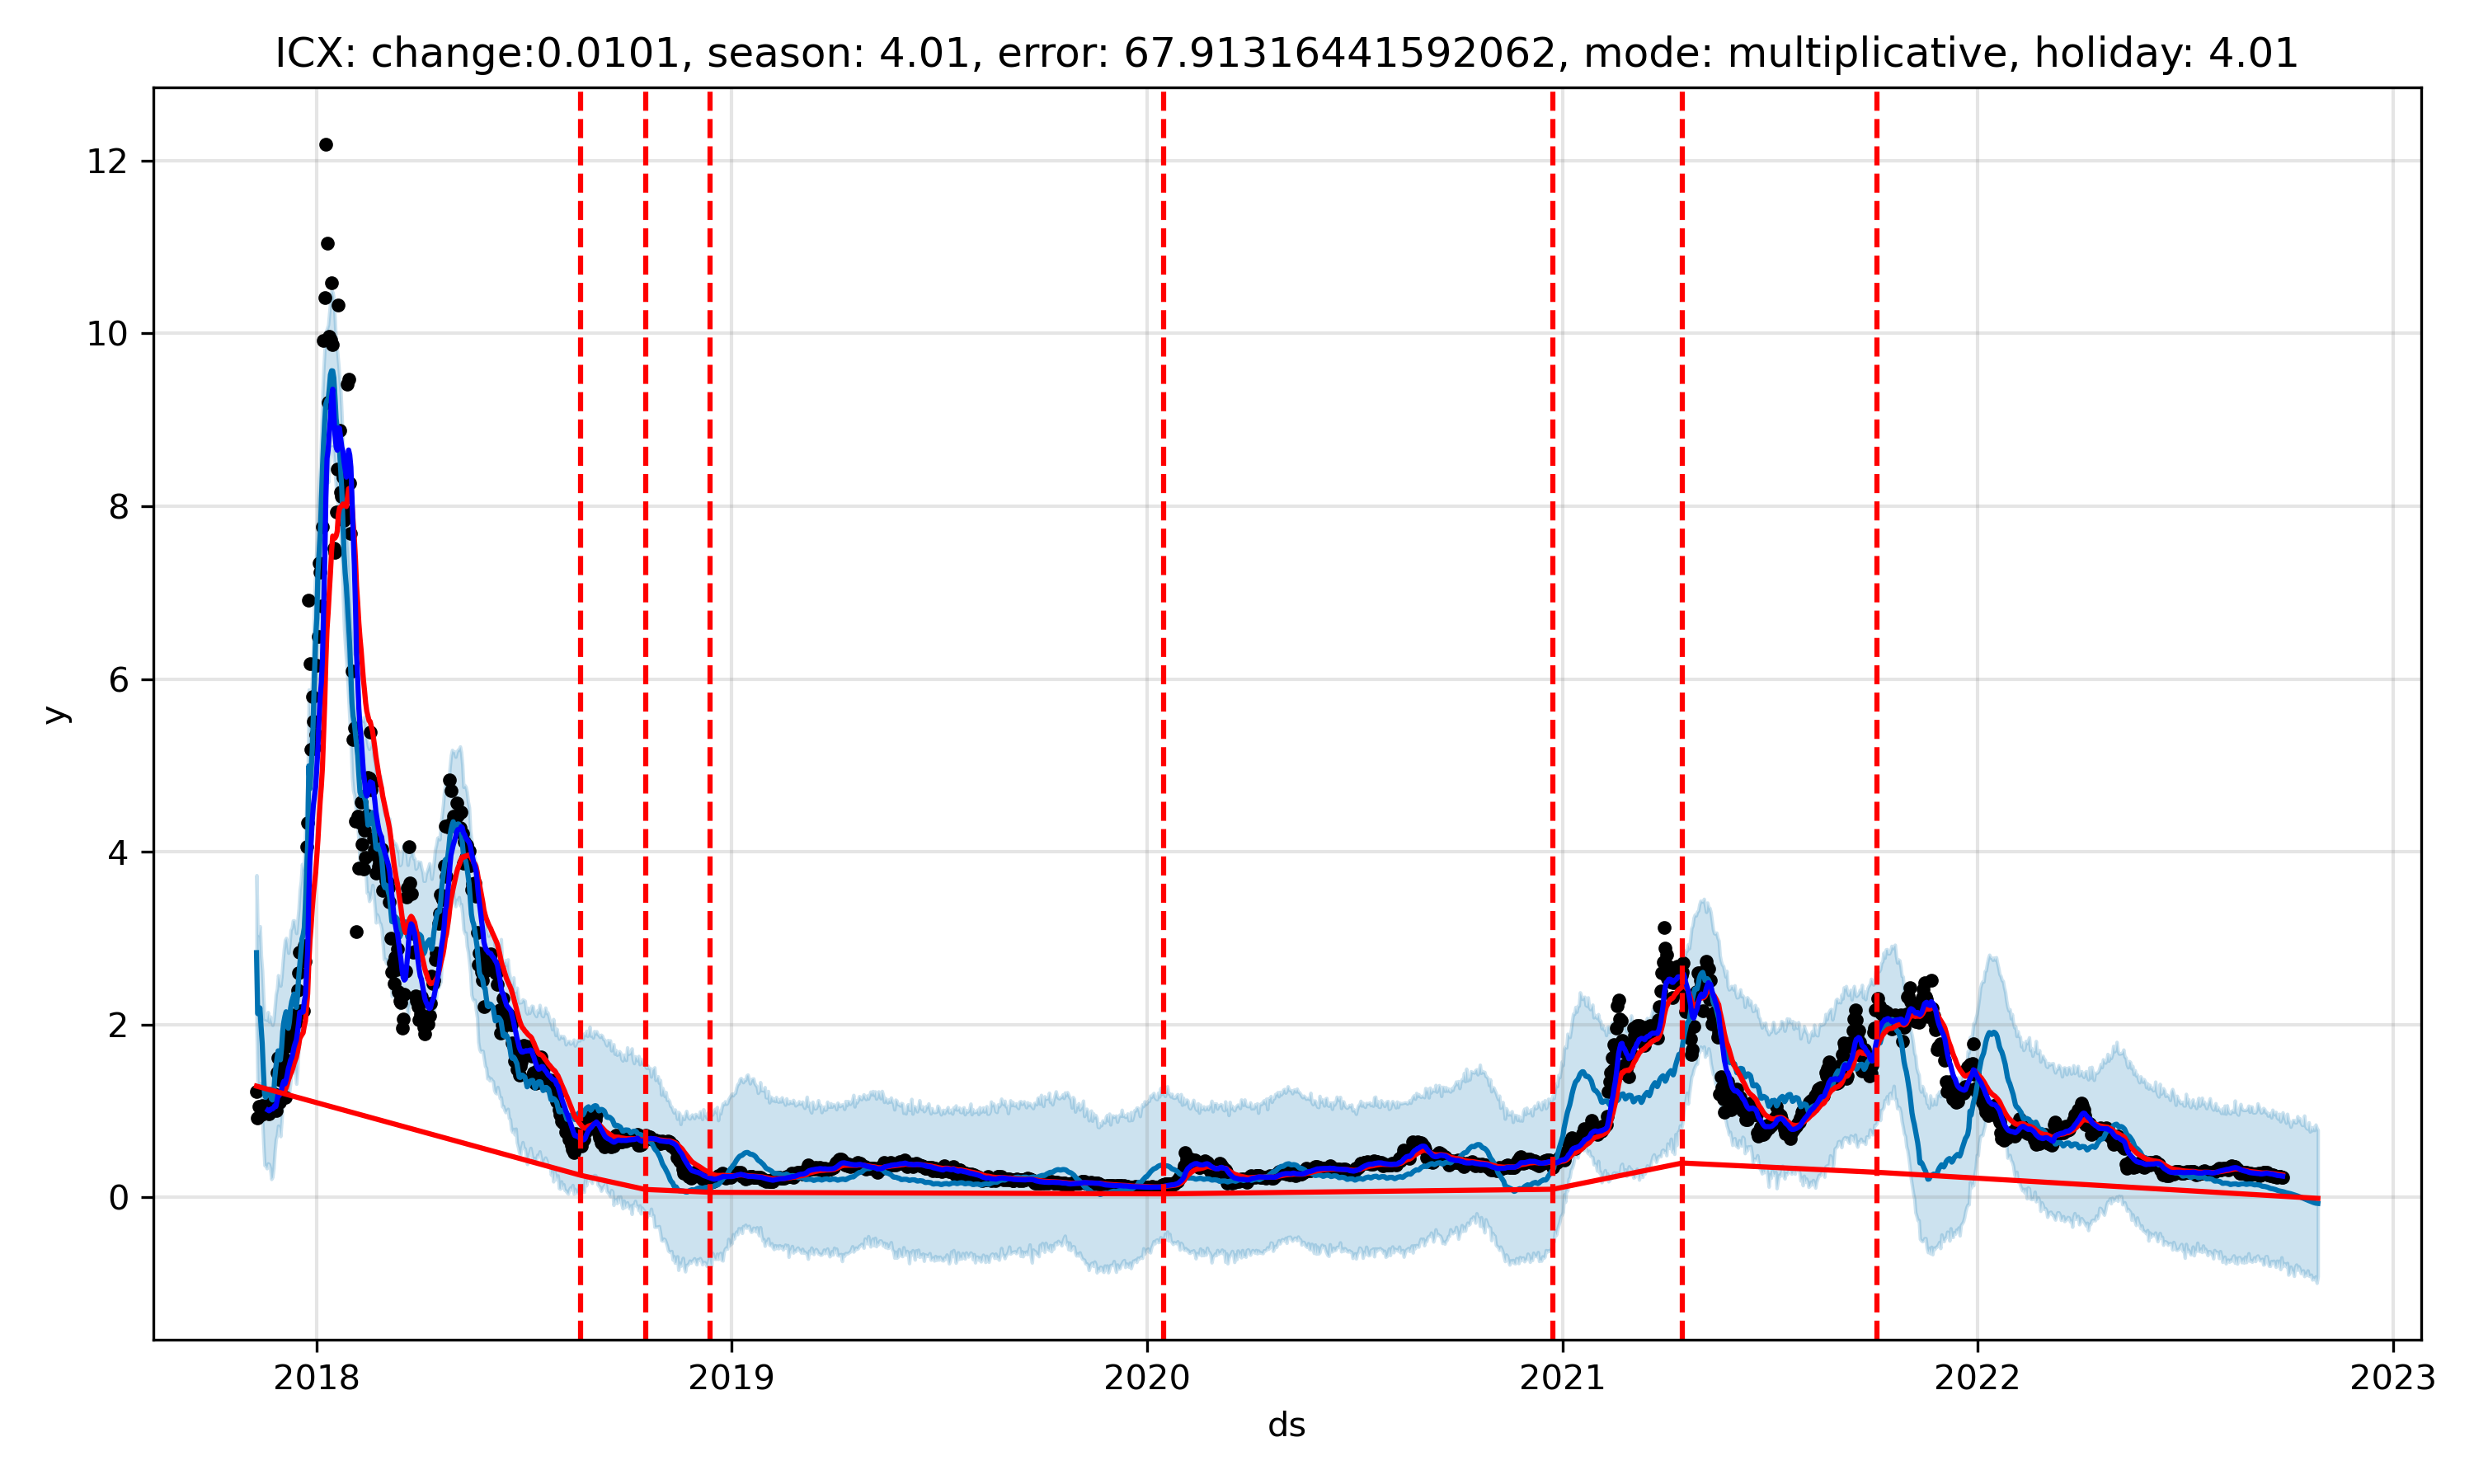 ICX: change:0.0101, season: 4.01, error: 67.91316441592062, mode: multiplicative, holiday: 4.01
12
10
8
6
4
2
0
y
2018 2019 2020 2021 2022 2023
ds